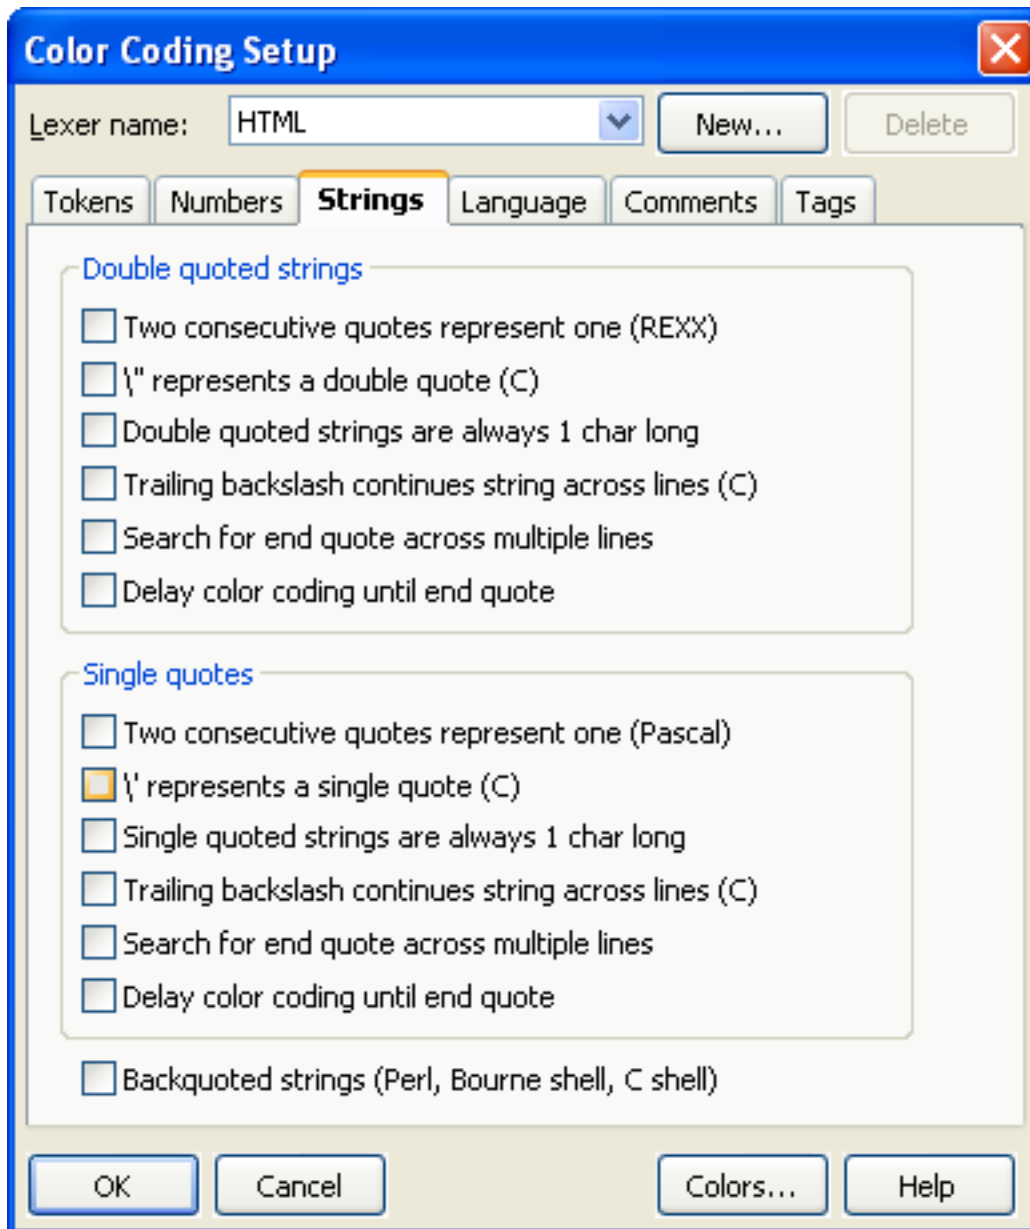 Color Coding Setup
Lexer name: HTML New... Delete
Tokens Numbers Strings Language Comments Tags
Double quoted strings
Two consecutive quotes represent one (REXX)
\" represents a double quote (C)
Double quoted strings are always 1 char long
Trailing backslash continues string across lines (C)
Search for end quote across multiple lines
Delay color coding until end quote
Single quotes
Two consecutive quotes represent one (Pascal)
\' represents a single quote (C)
Single quoted strings are always 1 char long
Trailing backslash continues string across lines (C)
Search for end quote across multiple lines
Delay color coding until end quote
Backquoted strings (Perl, Bourne shell, C shell)
OK Cancel Colors... Help